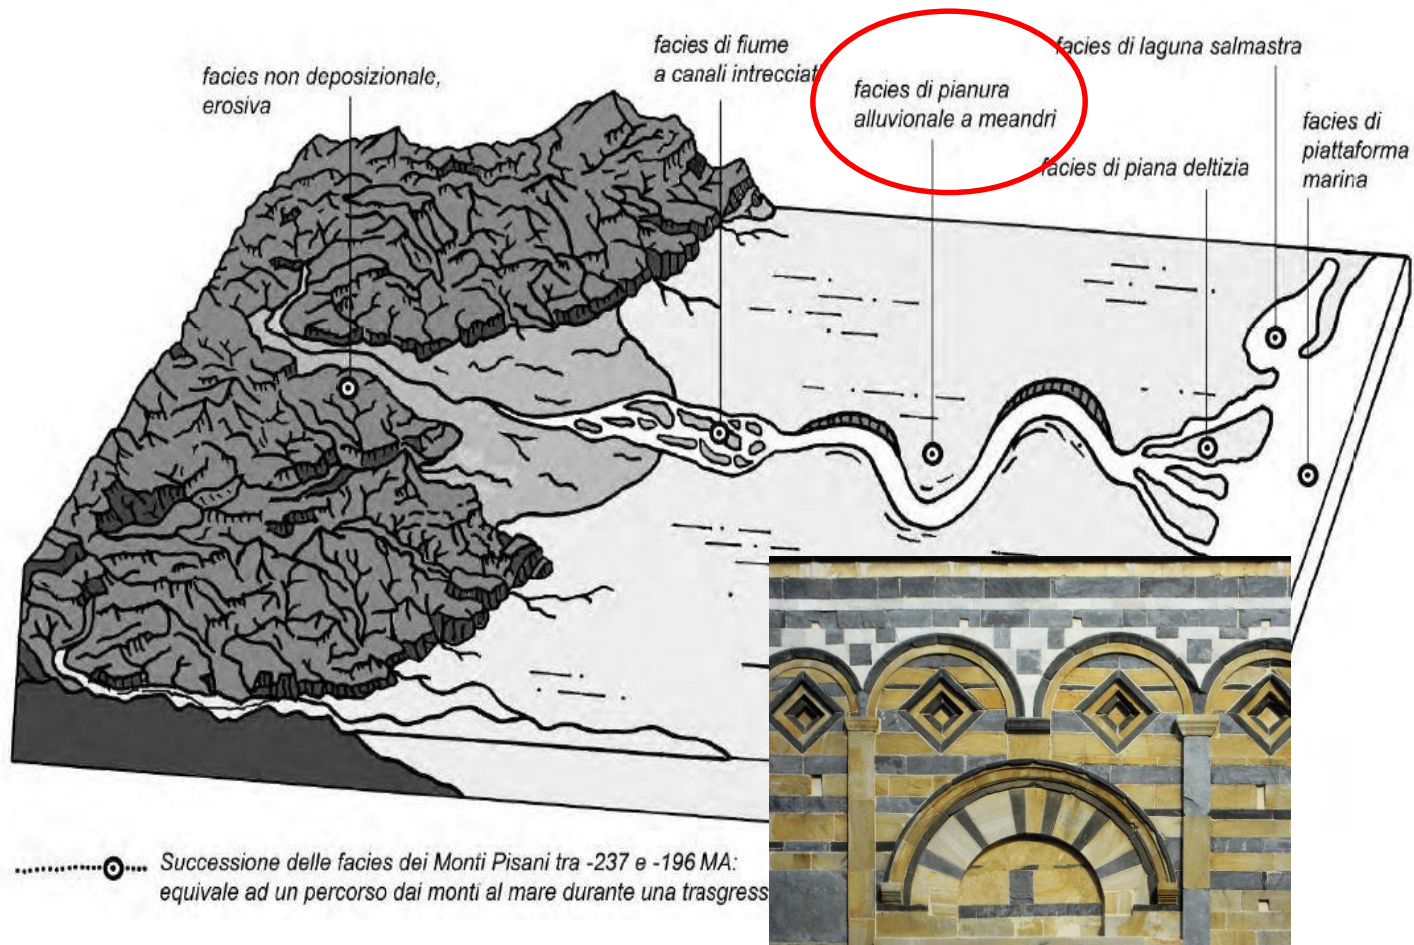 facies non deposizionale,
erosiva
facies di fiume
a canali intrecciati
facies di pianura
alluvionale a meandri
facies di laguna salmastra
facies di piana deltizia
facies di
piattaforma
marina
Successione delle facies dei Monti Pisani tra -237 e -196 MA:
equivale ad un percorso dai monti al mare durante una trasgress